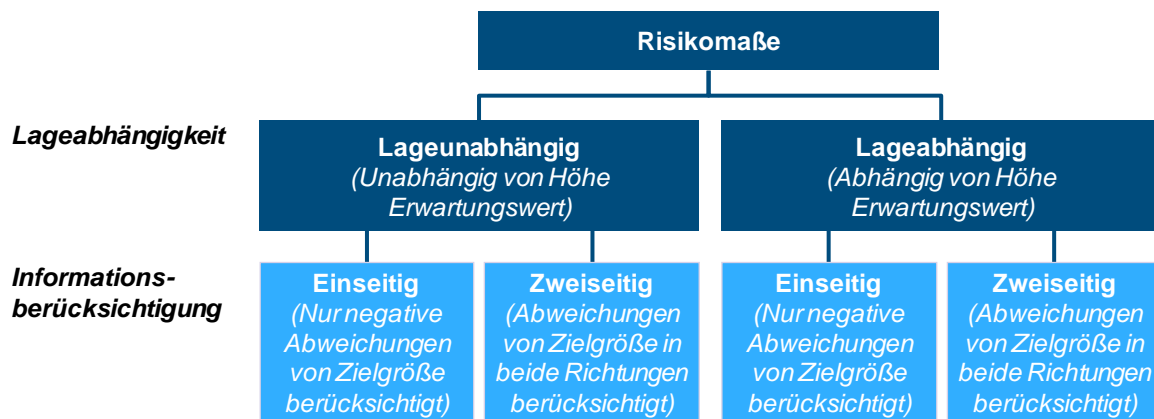 Risikomaße
Lageabhängigkeit
Lageunabhängig
(Unabhängig von Höhe
Erwartungswert)
Lageabhängig
(Abhängig von Höhe
Erwartungswert)
Informations-
berücksichtigung
Einseitig
(Nur negative
Abweichungen
von Zielgröße
berücksichtigt)
Zweiseitig
(Abweichungen
von Zielgröße in
beide Richtungen
berücksichtigt)
Einseitig
(Nur negative
Abweichungen
von Zielgröße
berücksichtigt)
Zweiseitig
(Abweichungen
von Zielgröße in
beide Richtungen
berücksichtigt)